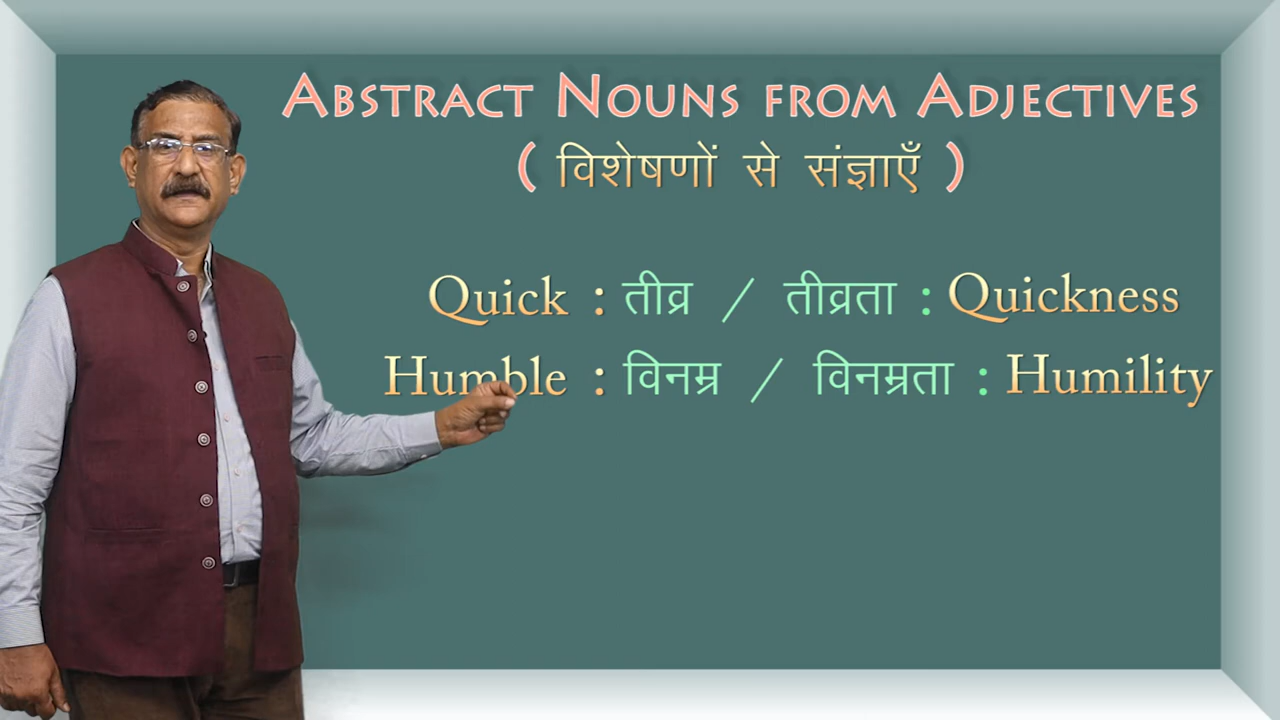 Abstract Nouns from Adjectives
( विशेषणों से संज्ञाएँ )
Quick : तीव्र / तीव्रता : Quickness
Humble : विनम्र / विनम्रता : Humility